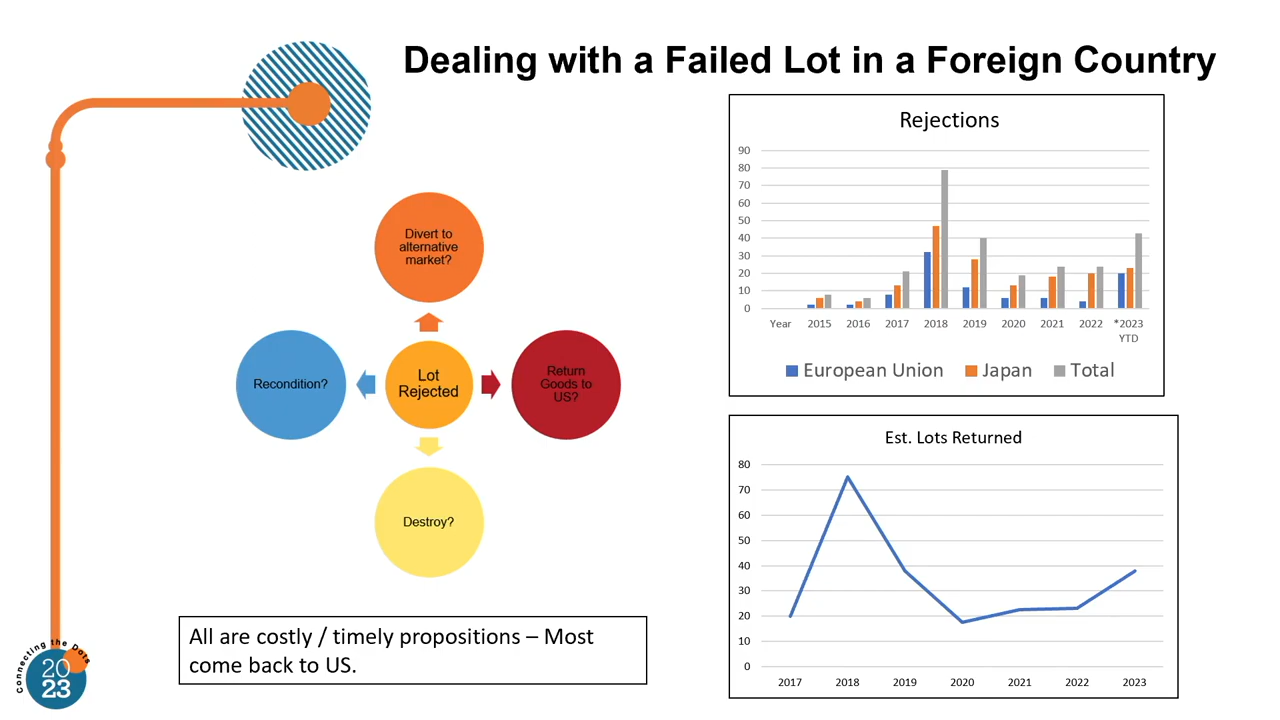 Dealing with a Failed Lot in a Foreign Country
Divert to
alternative
market?
Recondition?
Lot
Rejected
Return
Goods to
US?
Destroy?
All are costly / timely propositions – Most
come back to US.
Connecting the Dots
20
23
Rejections
90
80
70
60
50
40
30
20
10
0
Year 2015 2016 2017 2018 2019 2020 2021 2022 *2023
YTD
European Union Japan Total
Est. Lots Returned
80
70
60
50
40
30
20
10
0
2017 2018 2019 2020 2021 2022 2023